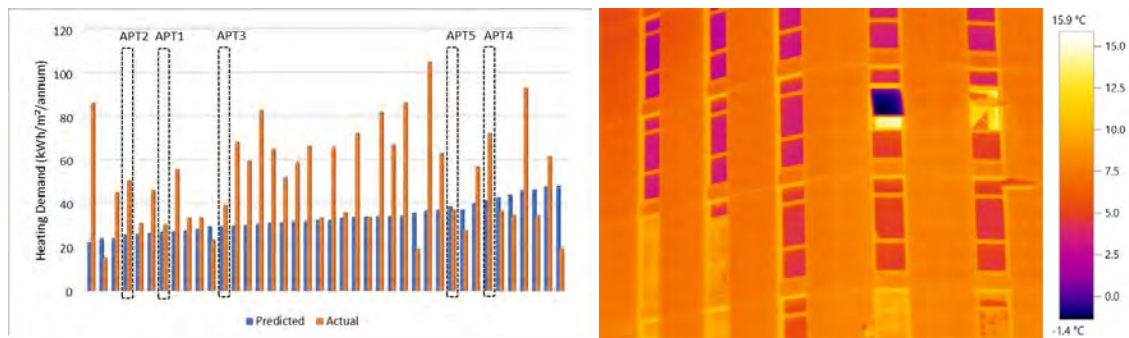 120
100
80
60
40
20
0
Heating Demand (kWh/m²/annum)
APT2
APT1
APT3
APT5
APT4
Predicted
Actual
15.9 °C
15.0
12.5
10.0
7.5
5.0
2.5
0.0
-1.4 °C